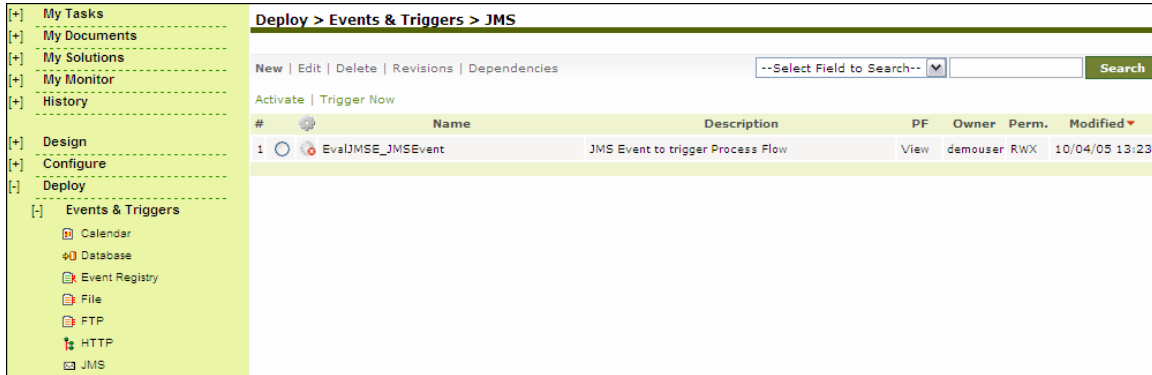 [+] My Tasks
[+] My Documents
[+] My Solutions
[+] My Monitor
[+] History
[+] Design
[+] Configure
[-] Deploy
[-] Events & Triggers
Calendar
Database
Event Registry
File
FTP
HTTP
JMS
Deploy > Events & Triggers > JMS
New | Edit | Delete | Revisions | Dependencies
--Select Field to Search--
Search
Activate | Trigger Now
# Name Description PF Owner Perm. Modified
1 EvalJMSE_JMSEvent JMS Event to trigger Process Flow View demouser RWX 10/04/05 13:23